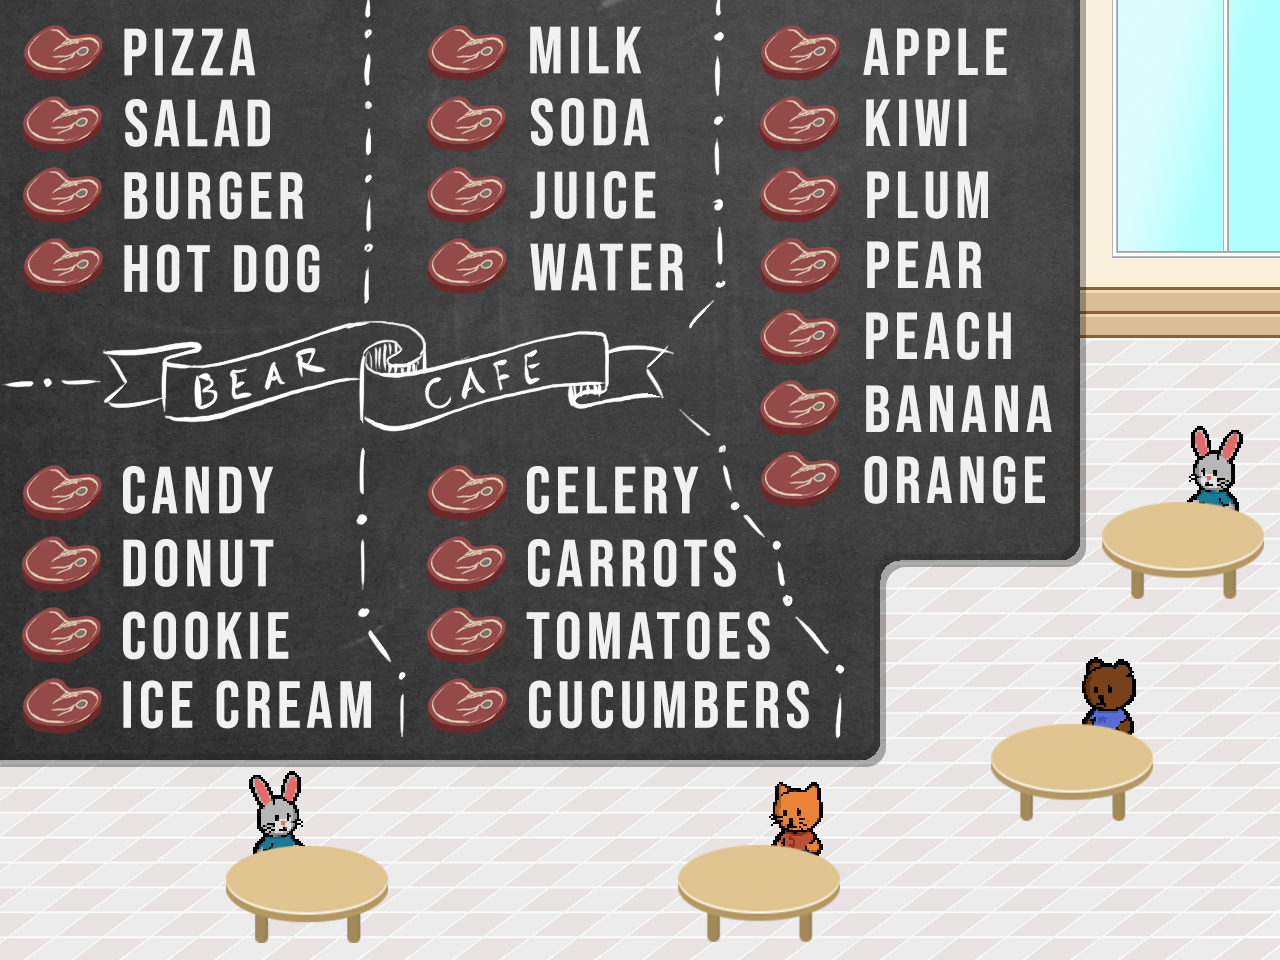 PIZZA
SALAD
BURGER
HOT DOG
MILK
SODA
JUICE
WATER
APPLE
KIWI
PLUM
PEAR
PEACH
BANANA
ORANGE
BEAR CAFE
CANDY
DONUT
COOKIE
ICE CREAM
CELERY
CARROTS
TOMATOES
CUCUMBERS